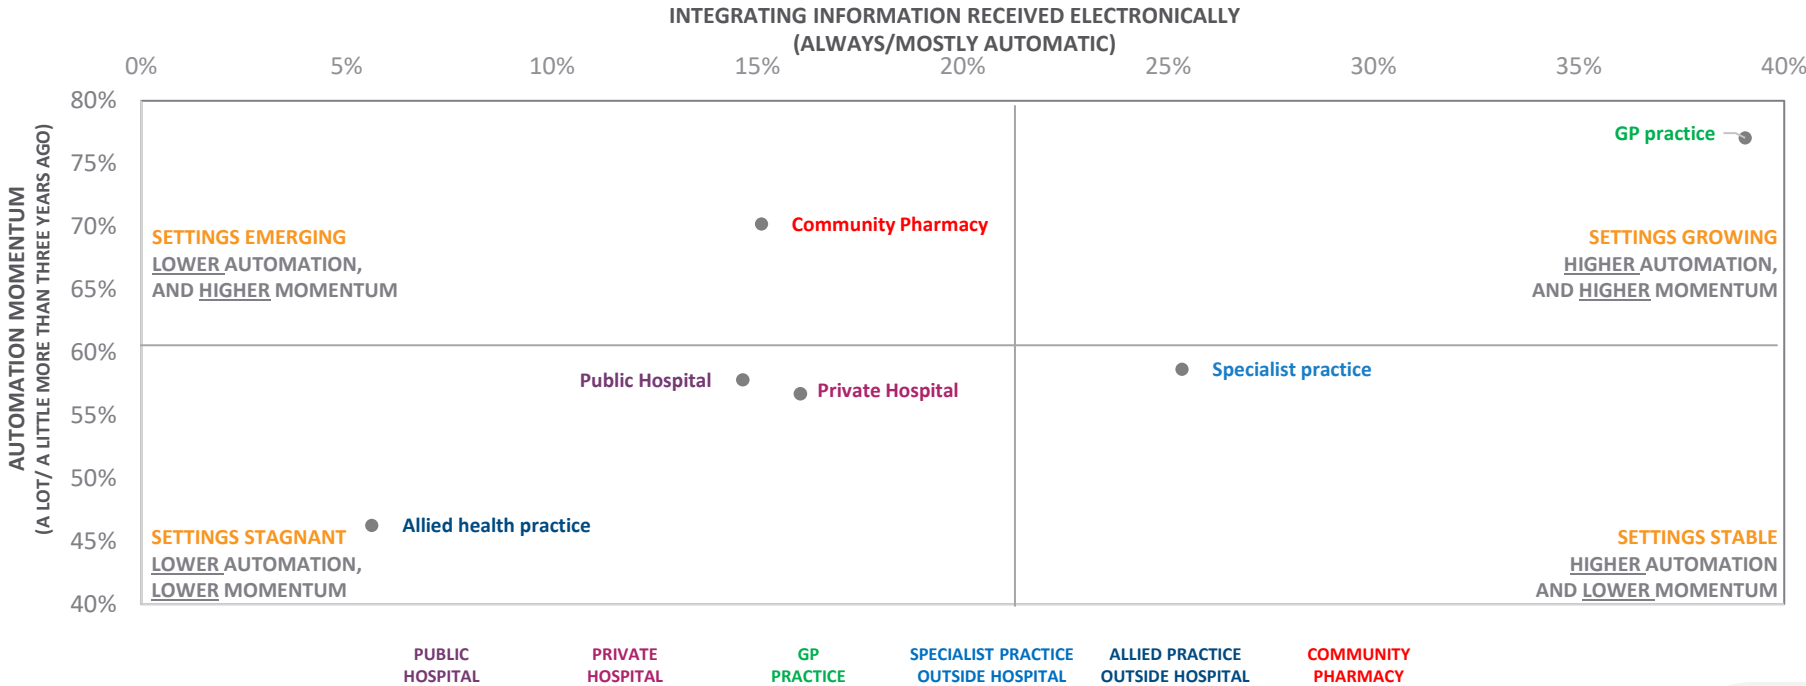 INTEGRATING INFORMATION RECEIVED ELECTRONICALLY
(ALWAYS/MOSTLY AUTOMATIC)
0% 5% 10% 15% 20% 25% 30% 35% 40%
AUTOMATION MOMENTUM
(A LOT/ A LITTLE MORE THAN THREE YEARS AGO)
80%
75%
70%
65%
60%
55%
50%
45%
40%
GP practice
Community Pharmacy
SETTINGS EMERGING
LOWER AUTOMATION,
AND HIGHER MOMENTUM
SETTINGS GROWING
HIGHER AUTOMATION,
AND HIGHER MOMENTUM
Public Hospital
Private Hospital
Specialist practice
Allied health practice
SETTINGS STAGNANT
LOWER AUTOMATION,
LOWER MOMENTUM
SETTINGS STABLE
HIGHER AUTOMATION
AND LOWER MOMENTUM
PUBLIC
HOSPITAL
PRIVATE
HOSPITAL
GP
PRACTICE
SPECIALIST PRACTICE
OUTSIDE HOSPITAL
ALLIED PRACTICE
OUTSIDE HOSPITAL
COMMUNITY
PHARMACY